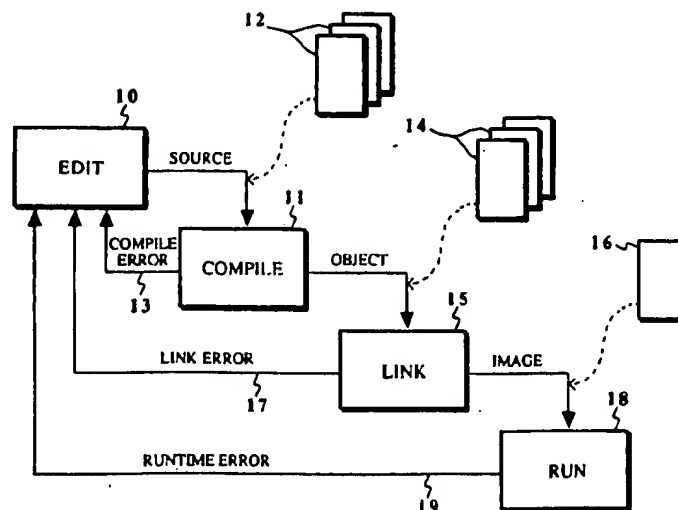 12
10
14
EDIT
SOURCE
11
16
COMPILE
ERROR
13
COMPILE
OBJECT
15
LINK ERROR
17
LINK
IMAGE
18
RUNTIME ERROR
19
RUN